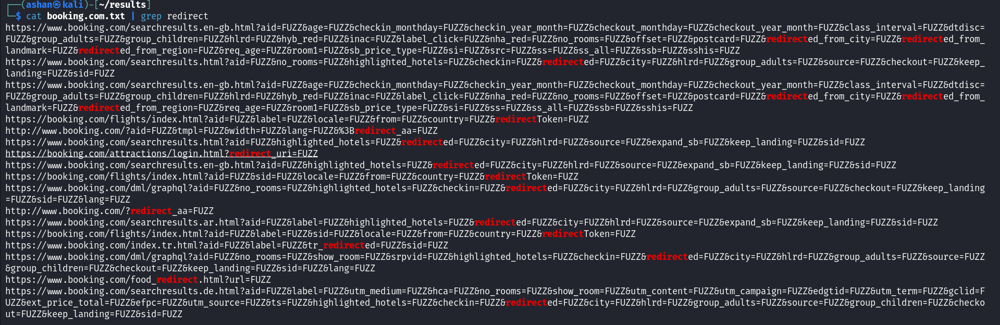 ┌──(ashan㉿kali)-[~/results]
└─$ cat booking.com.txt | grep redirect
https://www.booking.com/searchresults.en-gb.html?aid=FUZZ&age=FUZZ&checkin_monthday=FUZZ&checkin_year_month=FUZZ&checkout_monthday=FUZZ&checkout_year_month=FUZZ&class_interval=FUZZ&dtdisc=
FUZZ&group_adults=FUZZ&group_children=FUZZ&hlrd=FUZZ&hyb_red=FUZZ&inac=FUZZ&label_click=FUZZ&nha_red=FUZZ&no_rooms=FUZZ&offset=FUZZ&postcard=FUZZ&redirected_from_city=FUZZ&redirected_from_
landmark=FUZZ&redirected_from_region=FUZZ&req_age=FUZZ&room1=FUZZ&sb_price_type=FUZZ&si=FUZZ&src=FUZZ&ss=FUZZ&ss_all=FUZZ&ssb=FUZZ&sshis=FUZZ
https://www.booking.com/searchresults.html?aid=FUZZ&no_rooms=FUZZ&highlighted_hotels=FUZZ&checkin=FUZZ&redirected=FUZZ&city=FUZZ&hlrd=FUZZ&group_adults=FUZZ&source=FUZZ&checkout=FUZZ&keep_
landing=FUZZ&sid=FUZZ
https://www.booking.com/searchresults.en-gb.html?aid=FUZZ&age=FUZZ&checkin_monthday=FUZZ&checkin_year_month=FUZZ&checkout_monthday=FUZZ&checkout_year_month=FUZZ&class_interval=FUZZ&dtdisc=
FUZZ&group_adults=FUZZ&group_children=FUZZ&hlrd=FUZZ&hyb_red=FUZZ&inac=FUZZ&label_click=FUZZ&nha_red=FUZZ&no_rooms=FUZZ&offset=FUZZ&postcard=FUZZ&redirected_from_city=FUZZ&redirected_from_
landmark=FUZZ&redirected_from_region=FUZZ&req_age=FUZZ&room1=FUZZ&sb_price_type=FUZZ&si=FUZZ&ss=FUZZ&ss_all=FUZZ&ssb=FUZZ&sshis=FUZZ
https://booking.com/flights/index.html?aid=FUZZ&label=FUZZ&locale=FUZZ&from=FUZZ&country=FUZZ&redirectToken=FUZZ
http://www.booking.com/?aid=FUZZ&tmpl=FUZZ&width=FUZZ&lang=FUZZ&%3Bredirect_aa=FUZZ
https://www.booking.com/searchresults.html?aid=FUZZ&highlighted_hotels=FUZZ&redirected=FUZZ&city=FUZZ&hlrd=FUZZ&source=FUZZ&expand_sb=FUZZ&keep_landing=FUZZ&sid=FUZZ
https://booking.com/attractions/login.html?redirect_uri=FUZZ
https://www.booking.com/searchresults.en-gb.html?aid=FUZZ&highlighted_hotels=FUZZ&redirected=FUZZ&city=FUZZ&hlrd=FUZZ&source=FUZZ&expand_sb=FUZZ&keep_landing=FUZZ&sid=FUZZ
https://booking.com/flights/index.html?aid=FUZZ&sid=FUZZ&locale=FUZZ&from=FUZZ&country=FUZZ&redirectToken=FUZZ
https://www.booking.com/dml/graphql?aid=FUZZ&no_rooms=FUZZ&highlighted_hotels=FUZZ&checkin=FUZZ&redirected=FUZZ&city=FUZZ&hlrd=FUZZ&group_adults=FUZZ&source=FUZZ&checkout=FUZZ&keep_landing
=FUZZ&sid=FUZZ&lang=FUZZ
http://www.booking.com/?redirect_aa=FUZZ
https://www.booking.com/searchresults.ar.html?aid=FUZZ&label=FUZZ&highlighted_hotels=FUZZ&redirected=FUZZ&city=FUZZ&hlrd=FUZZ&source=FUZZ&expand_sb=FUZZ&keep_landing=FUZZ&sid=FUZZ
https://booking.com/flights/index.html?aid=FUZZ&label=FUZZ&sid=FUZZ&locale=FUZZ&from=FUZZ&country=FUZZ&redirectToken=FUZZ
https://www.booking.com/index.tr.html?aid=FUZZ&label=FUZZ&tr_redirected=FUZZ&sid=FUZZ
https://www.booking.com/dml/graphql?aid=FUZZ&no_rooms=FUZZ&show_room=FUZZ&srpvid=FUZZ&highlighted_hotels=FUZZ&checkin=FUZZ&redirected=FUZZ&city=FUZZ&hlrd=FUZZ&group_adults=FUZZ&source=FUZZ
&group_children=FUZZ&checkout=FUZZ&keep_landing=FUZZ&sid=FUZZ&lang=FUZZ
https://www.booking.com/food_redirect.html?url=FUZZ
https://www.booking.com/searchresults.de.html?aid=FUZZ&label=FUZZ&utm_medium=FUZZ&hca=FUZZ&no_rooms=FUZZ&show_room=FUZZ&utm_content=FUZZ&utm_campaign=FUZZ&edgtid=FUZZ&utm_term=FUZZ&gclid=F
UZZ&ext_price_total=FUZZ&efpc=FUZZ&utm_source=FUZZ&ts=FUZZ&highlighted_hotels=FUZZ&checkin=FUZZ&redirected=FUZZ&city=FUZZ&hlrd=FUZZ&group_adults=FUZZ&source=FUZZ&group_children=FUZZ&checko
ut=FUZZ&keep_landing=FUZZ&sid=FUZZ